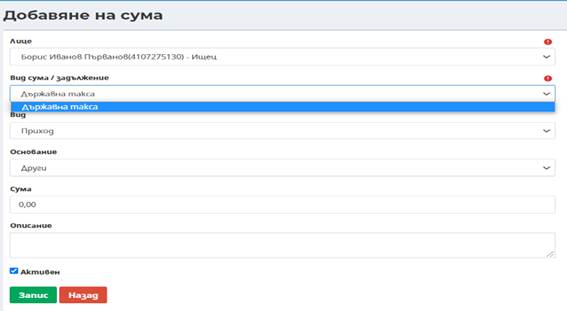 Добавяне на сума
Лице
Борис Иванов Първанов(4107275130) - Ищец
Вид сума / задължение
Държавна такса
Държавна такса
Вид
Приход
Основание
Други
Сума
0,00
Описание
Активен
Запис Назад